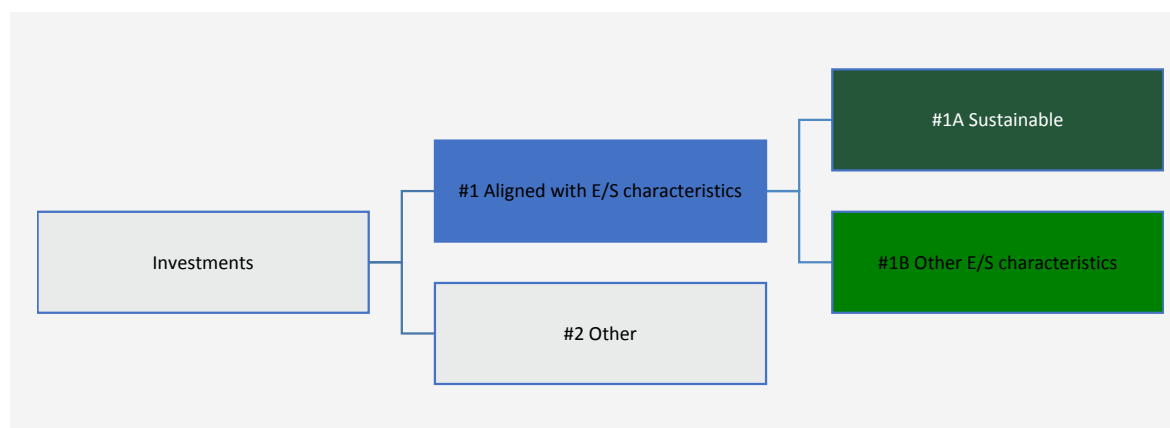 #1A Sustainable
#1 Aligned with E/S characteristics
Investments
#1B Other E/S characteristics
#2 Other